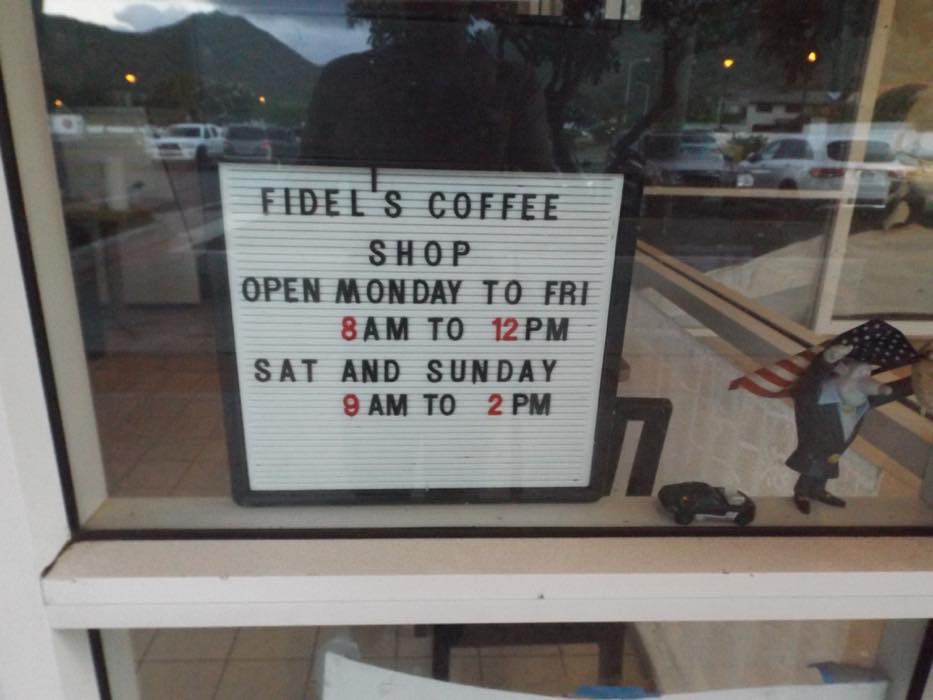 FIDEL'S COFFEE
SHOP
OPEN MONDAY TO FRI
8AM TO 12PM
SAT AND SUNDAY
9 AM TO 2 PM